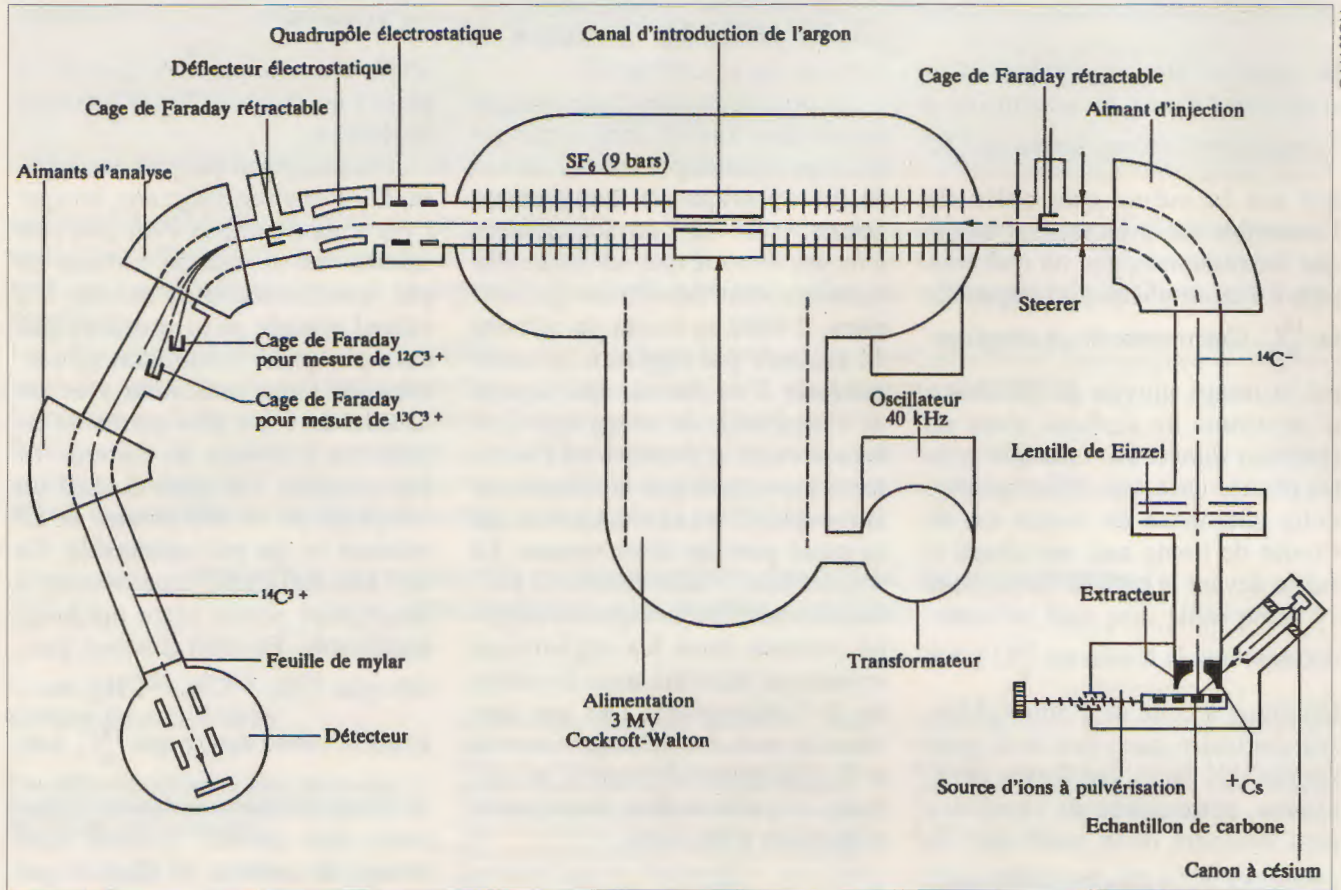 Quadrupôle électrostatique
Canal d'introduction de l'argon
Déflecteur électrostatique
Cage de Faraday rétractable
Cage de Faraday rétractable
Aimant d'injection
Aimants d'analyse
SF₆ (9 bars)
Steerer
¹⁴C⁻
Cage de Faraday
pour mesure de ¹²C³⁺
Cage de Faraday
pour mesure de ¹³C³⁺
Oscillateur
40 kHz
Lentille de Einzel
Extracteur
¹⁴C³⁺
Feuille de mylar
Transformateur
Détecteur
Alimentation
3 MV
Cockroft-Walton
Source d'ions à pulvérisation
⁺Cs
Echantillon de carbone
Canon à césium